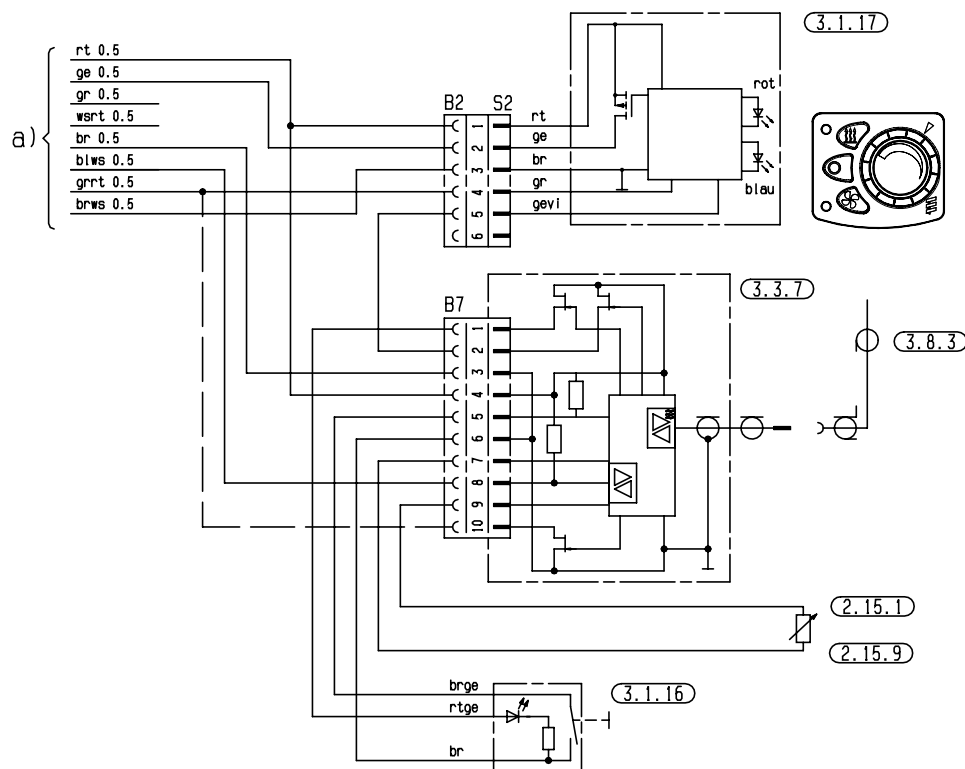 3.1.17
a)
rt 0.5
ge 0.5
gr 0.5
wsrt 0.5
br 0.5
blws 0.5
grrt 0.5
brws 0.5
B2 S2
1
2
3
4
5
6
rt
ge
br
gr
gevi
rot
blau
3.3.7
B7
1
2
3
4
5
6
7
8
9
10
3.8.3
2.15.1
2.15.9
3.1.16
brge
rtge
br